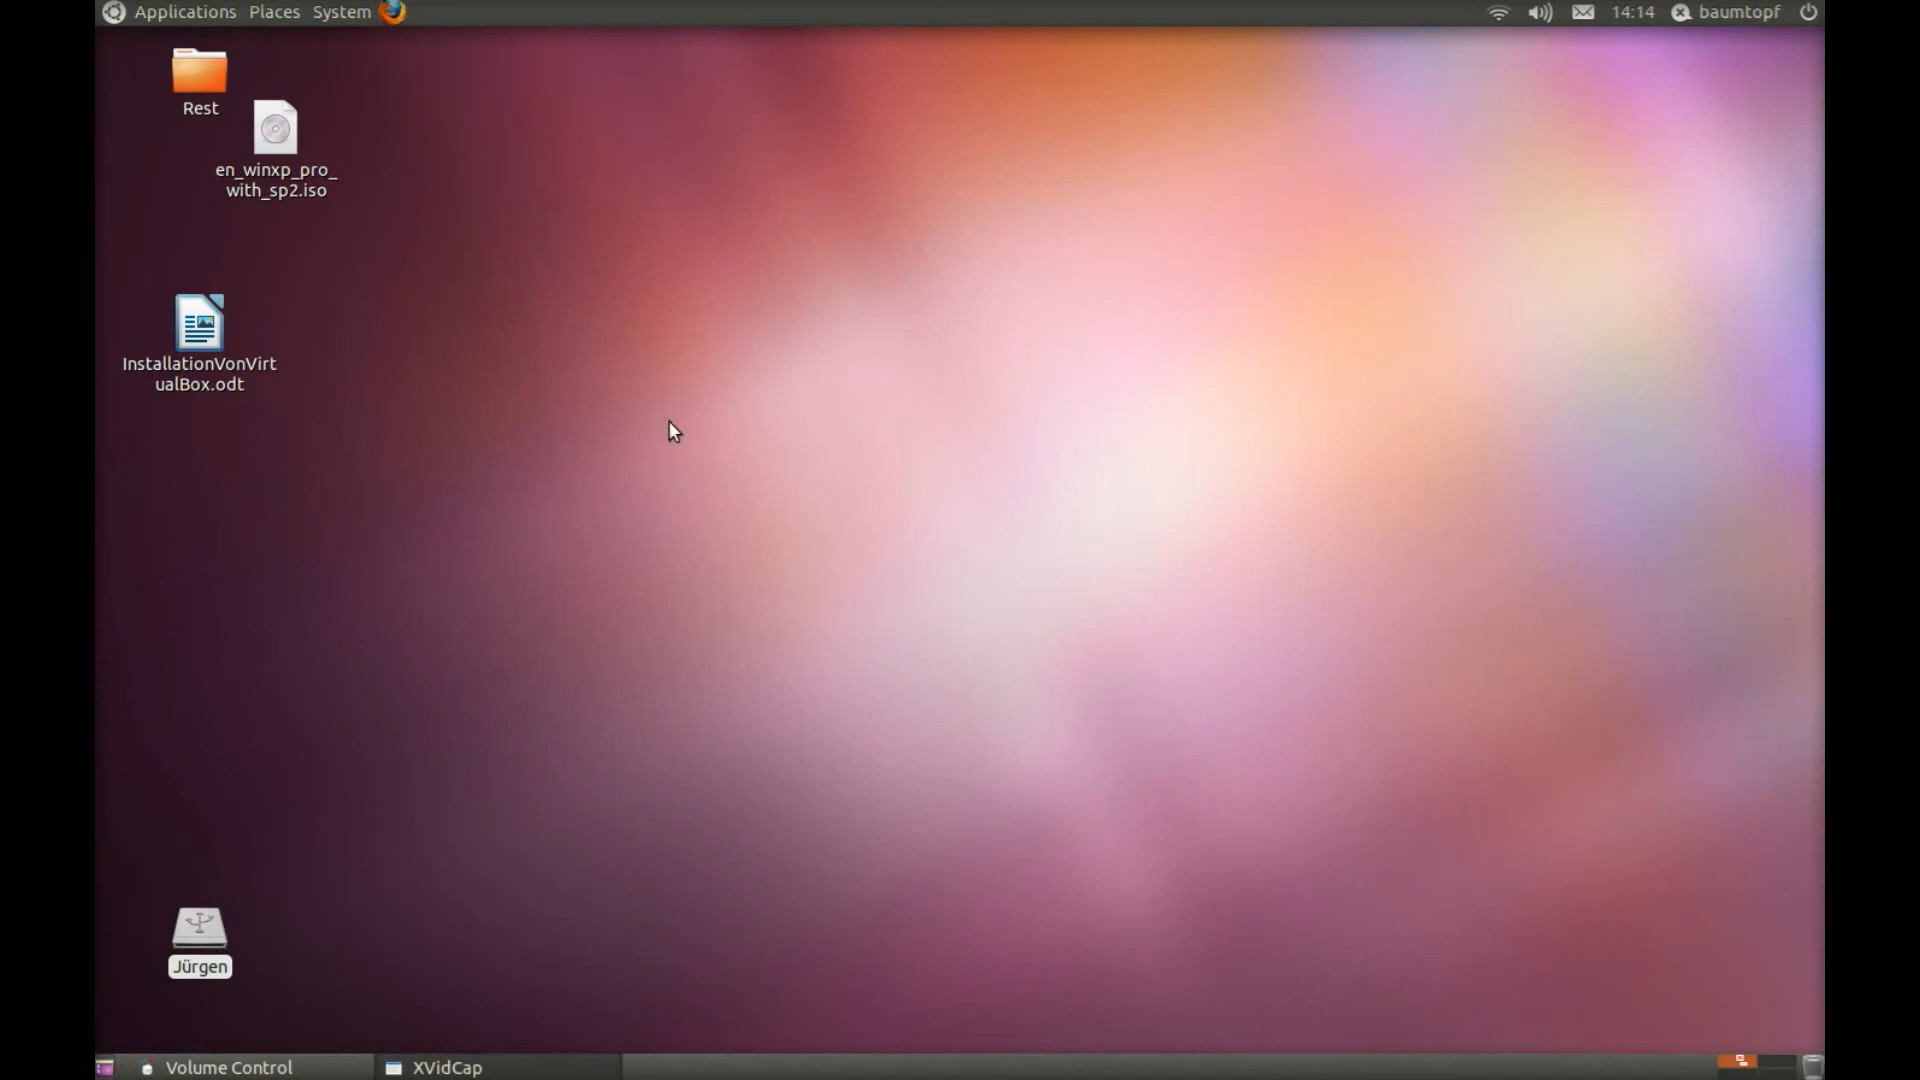 Applications Places System
14:14 baumtopf
Rest
en_winxp_pro_
with_sp2.iso
InstallationVonVirt
ualBox.odt
Jürgen
Volume Control
XVidCap